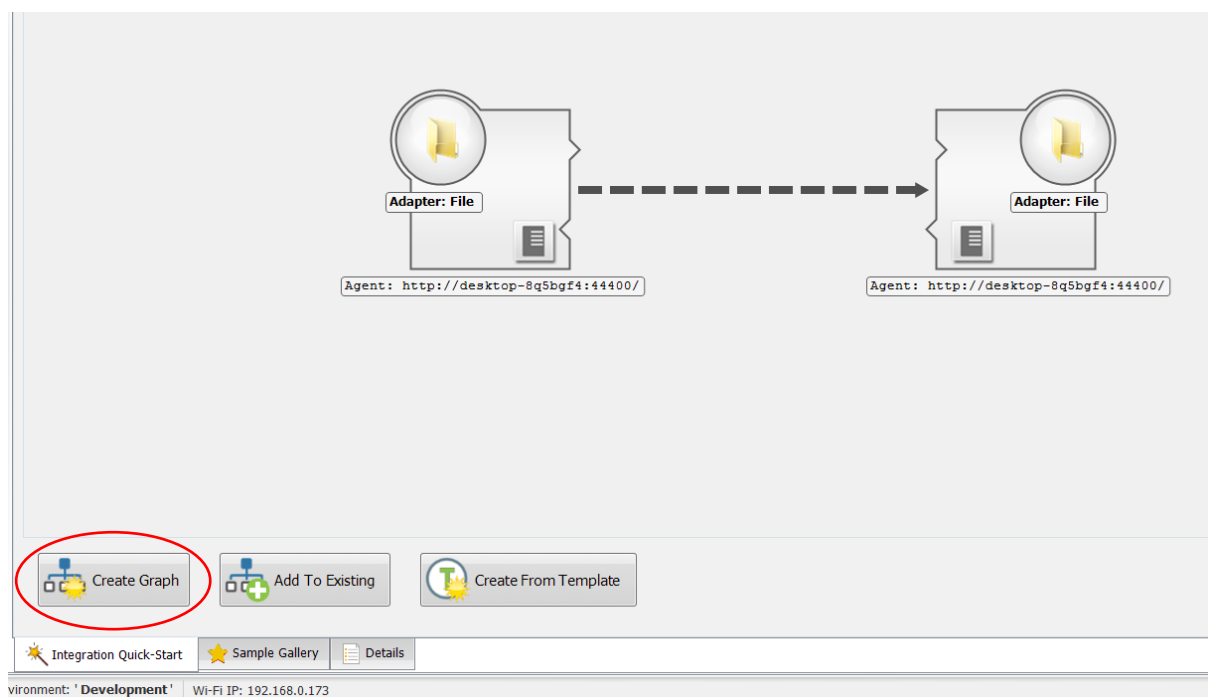 Adapter: File
Adapter: File
Agent: http://desktop-8q5bgf4:44400/
Agent: http://desktop-8q5bgf4:44400/
Create Graph
Add To Existing
T
Create From Template
Integration Quick-Start
Sample Gallery
Details
vironment: 'Development'
Wi-Fi IP: 192.168.0.173